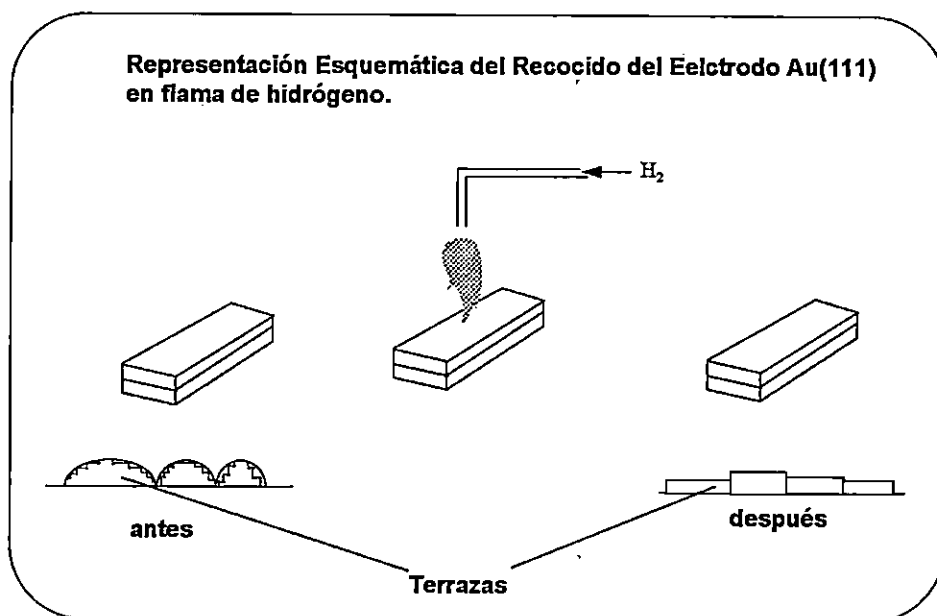 Representación Esquemática del Recocido del Eelctrodo Au(111)
en flama de hidrógeno.
H₂
antes
después
Terrazas